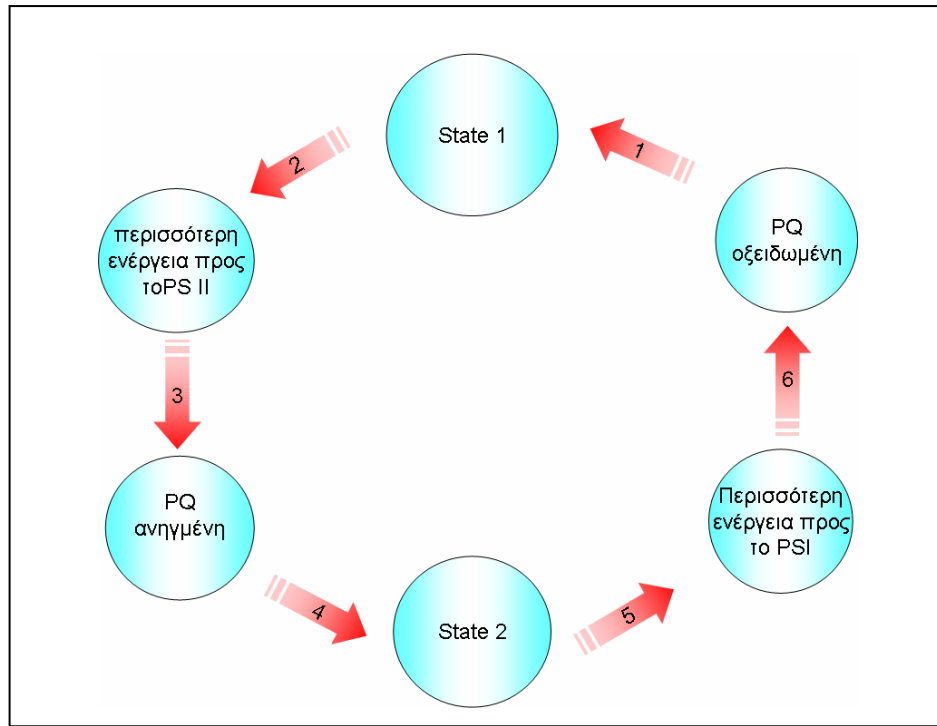 State 1
1
2
PQ
οξειδωμένη
περισσότερη
ενέργεια προς
τοPS II
3
6
PQ
ανηγμένη
Περισσότερη
ενέργεια προς
το PSI
4
5
State 2